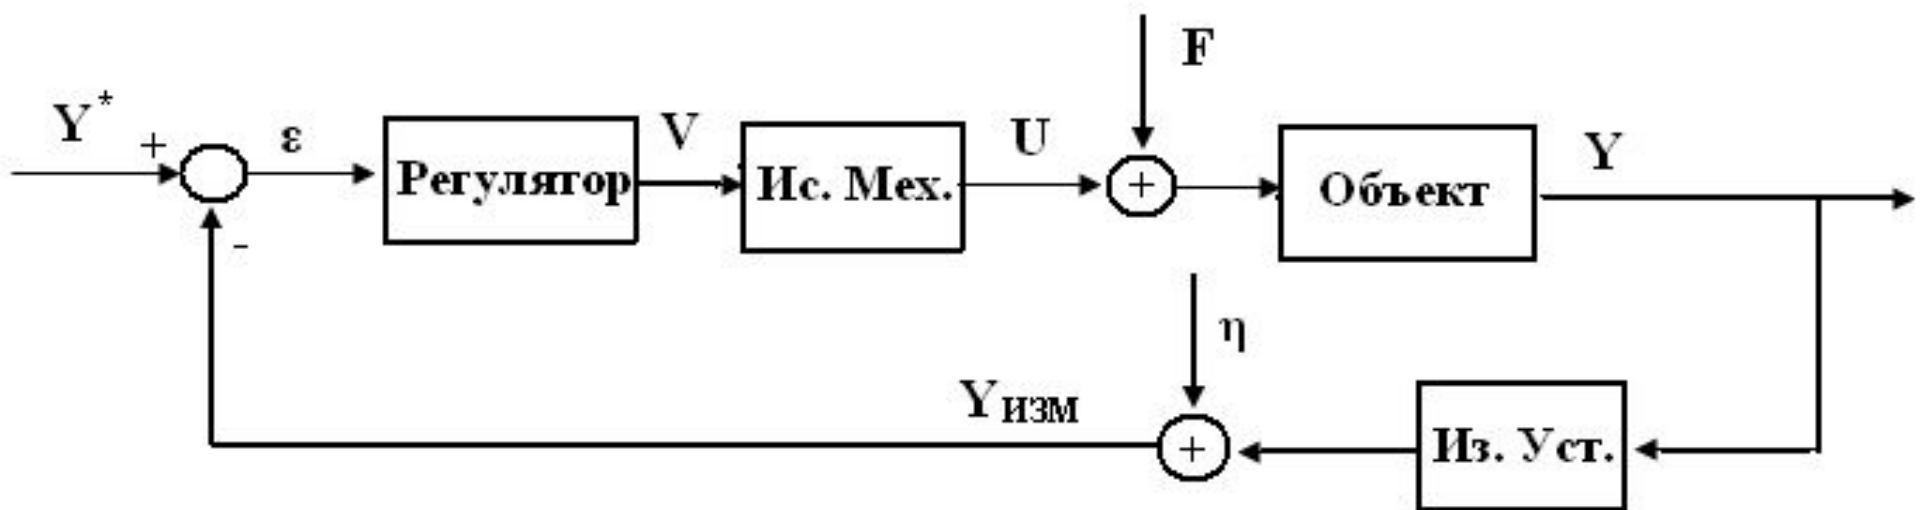 Y*
+
ε
Регулятор
V
Ис. Мех.
U
F
+
Объект
Y
-
η
Yизм
+
Из. Уст.